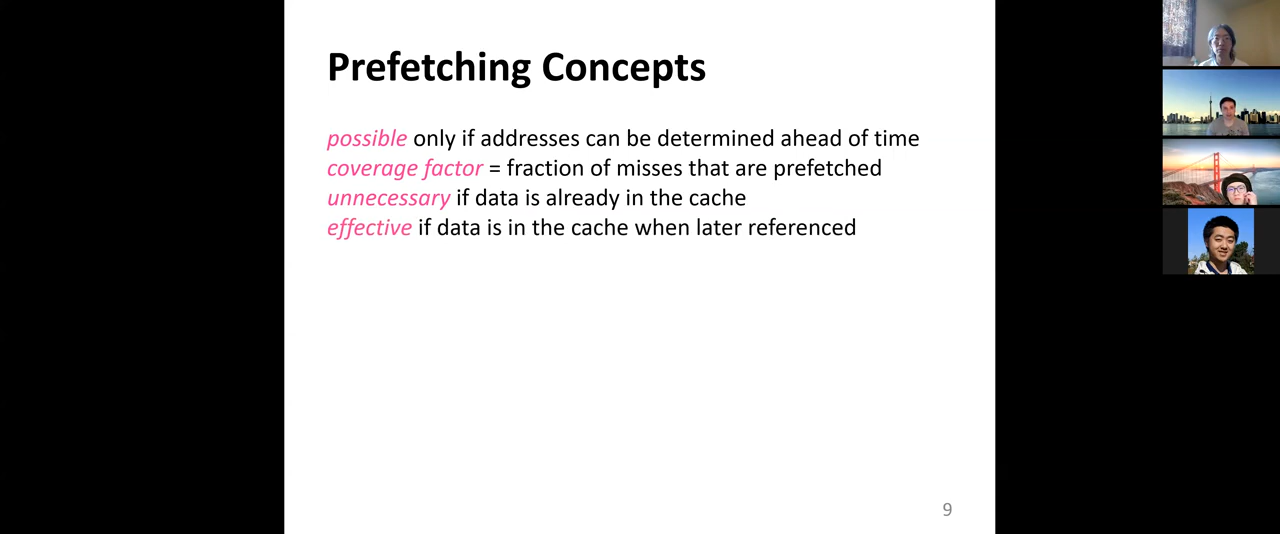 Prefetching Concepts
possible only if addresses can be determined ahead of time
coverage factor = fraction of misses that are prefetched
unnecessary if data is already in the cache
effective if data is in the cache when later referenced
9